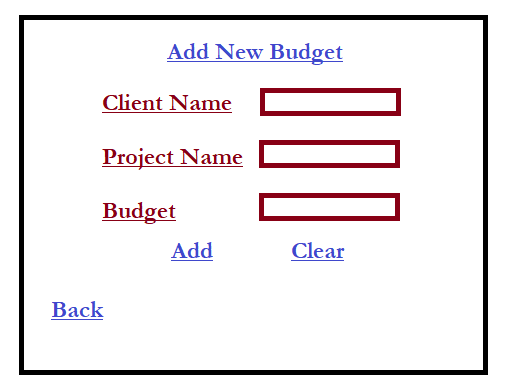 Add New Budget
Client Name
Project Name
Budget
Add Clear
Back